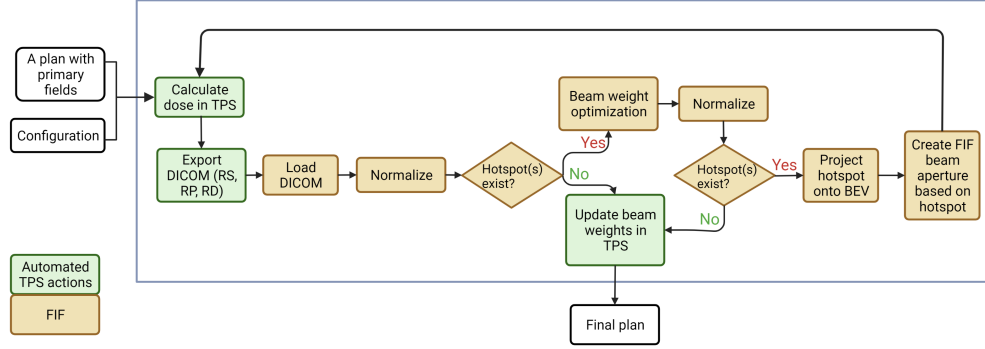 A plan with
primary
fields
Configuration
Calculate
dose in TPS
Export
DICOM (RS,
RP, RD)
Load
DICOM
Normalize
Hotspot(s)
exist?
Yes
No
Beam weight
optimization
Normalize
Update beam
weights in
TPS
Hotspot(s)
exist?
Yes
No
Project
hotspot
onto BEV
Create FIF
beam
aperture
based on
hotspot
Final plan
Automated
TPS actions
FIF